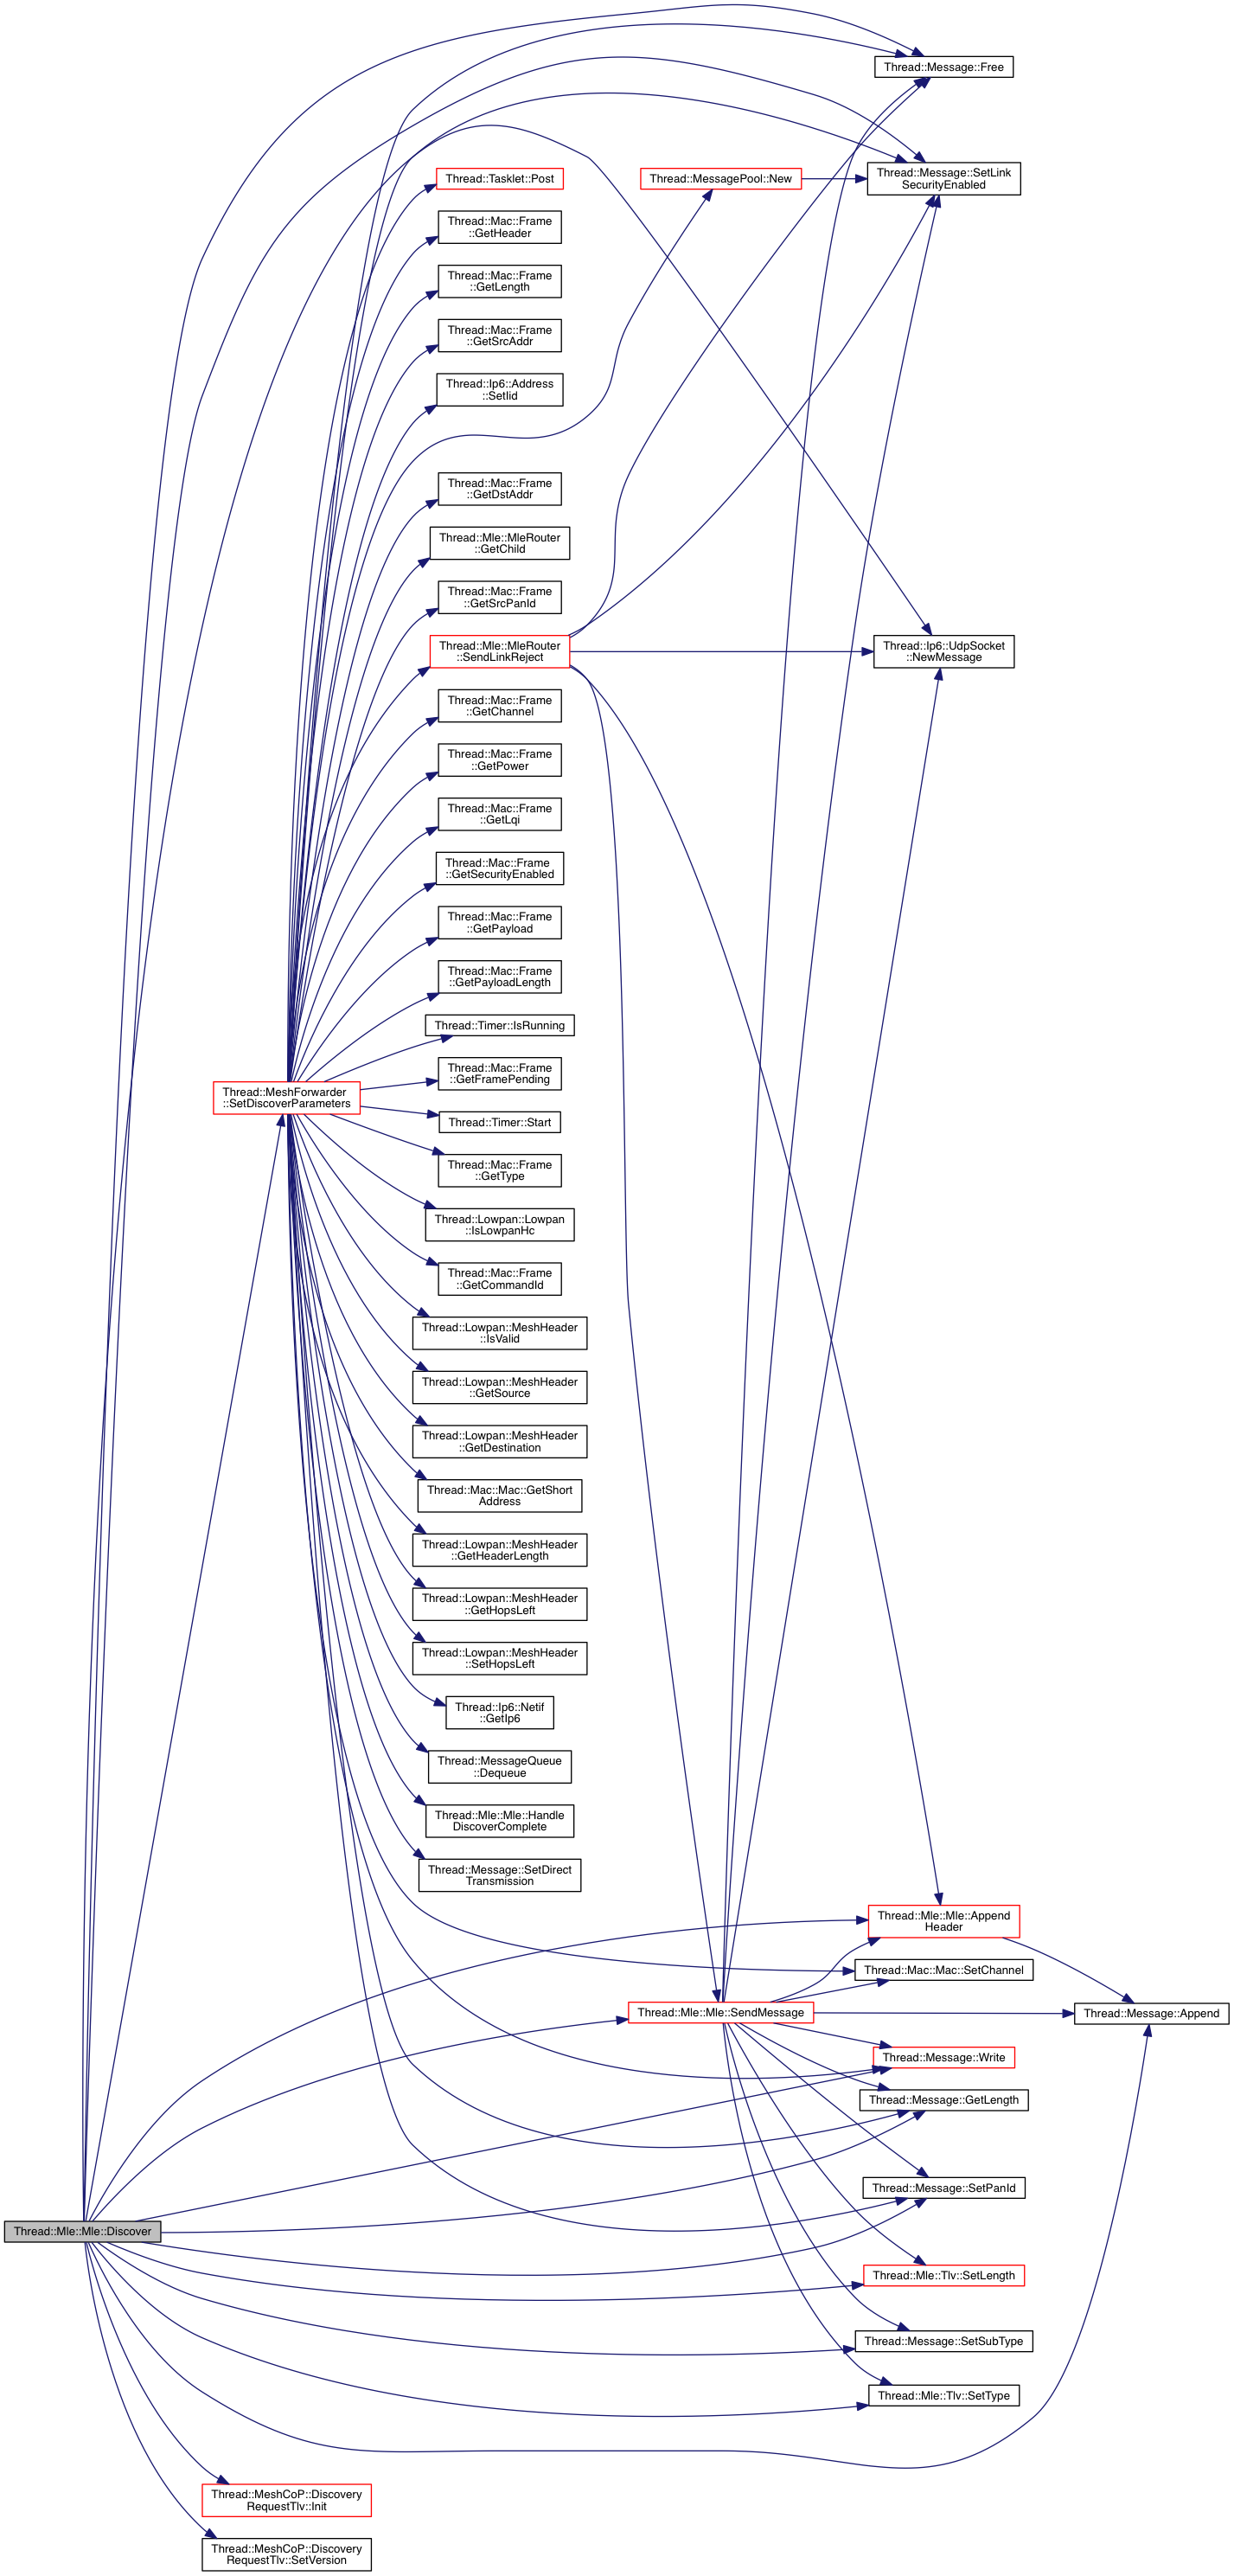 Thread::Message::Free
Thread::Message::SetLink
SecurityEnabled
Thread::Tasklet::Post
Thread::MessagePool::New
Thread::Mac::Frame
::GetHeader
Thread::Mac::Frame
::GetLength
Thread::Mac::Frame
::GetSrcAddr
Thread::Ip6::Address
::SetIid
Thread::Mac::Frame
::GetDstAddr
Thread::Mle::MleRouter
::GetChild
Thread::Mac::Frame
::GetSrcPanId
Thread::Mle::MleRouter
::SendLinkReject
Thread::Ip6::UdpSocket
::NewMessage
Thread::Mac::Frame
::GetChannel
Thread::Mac::Frame
::GetPower
Thread::Mac::Frame
::GetLqi
Thread::Mac::Frame
::GetSecurityEnabled
Thread::Mac::Frame
::GetPayload
Thread::Mac::Frame
::GetPayloadLength
Thread::Timer::IsRunning
Thread::Mac::Frame
::GetFramePending
Thread::MeshForwarder
::SetDiscoverParameters
Thread::Timer::Start
Thread::Mac::Frame
::GetType
Thread::Lowpan::Lowpan
::IsLowpanHc
Thread::Mac::Frame
::GetCommandId
Thread::Lowpan::MeshHeader
::IsValid
Thread::Lowpan::MeshHeader
::GetSource
Thread::Lowpan::MeshHeader
::GetDestination
Thread::Mac::Mac::GetShort
Address
Thread::Lowpan::MeshHeader
::GetHeaderLength
Thread::Lowpan::MeshHeader
::GetHopsLeft
Thread::Lowpan::MeshHeader
::SetHopsLeft
Thread::Ip6::Netif
::GetIp6
Thread::MessageQueue
::Dequeue
Thread::Mle::Mle::Handle
DiscoverComplete
Thread::Message::SetDirect
Transmission
Thread::Mle::Mle::Append
Header
Thread::Mac::Mac::SetChannel
Thread::Mle::Mle::SendMessage
Thread::Message::Append
Thread::Message::Write
Thread::Message::GetLength
Thread::Message::SetPanId
Thread::Mle::Mle::Discover
Thread::Mle::Tlv::SetLength
Thread::Message::SetSubType
Thread::Mle::Tlv::SetType
Thread::MeshCoP::Discovery
RequestTlv::Init
Thread::MeshCoP::Discovery
RequestTlv::SetVersion